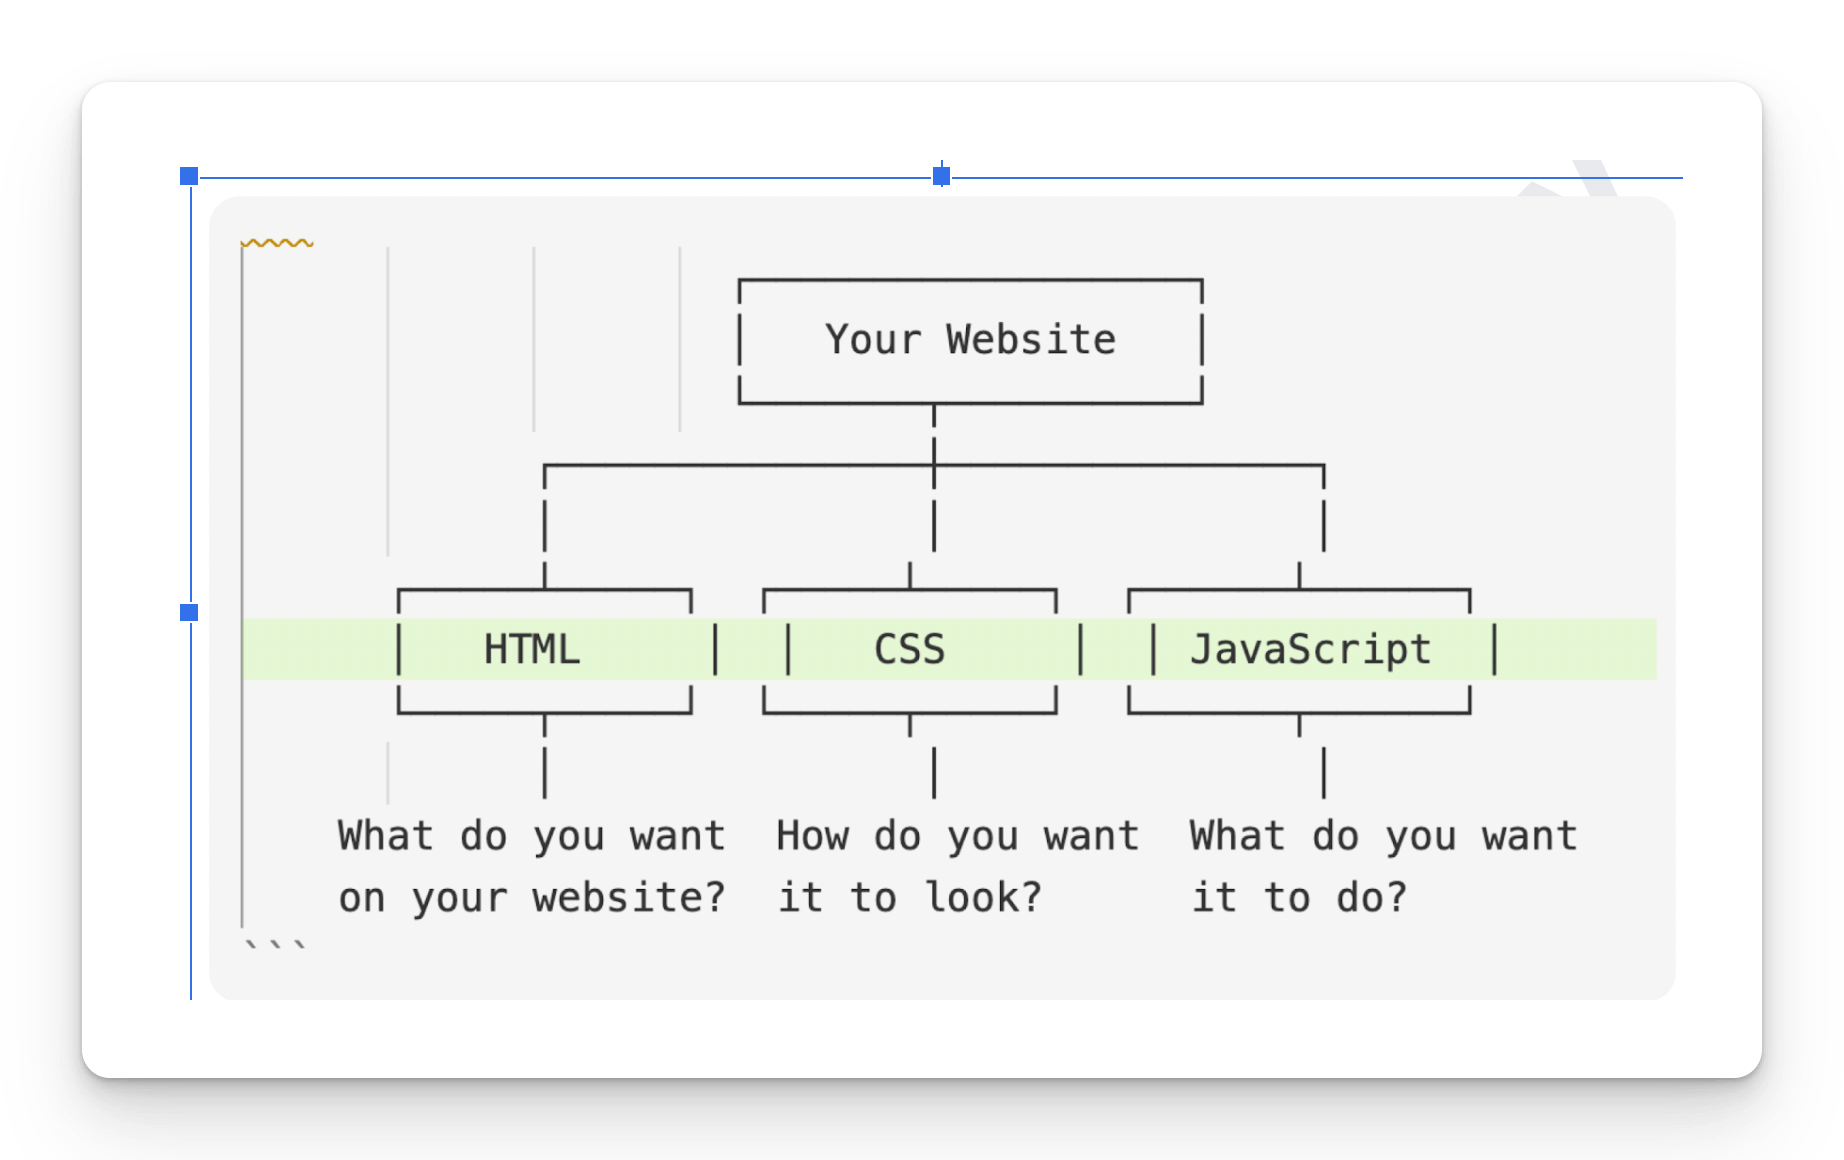 Your Website
HTML CSS JavaScript
What do you want How do you want What do you want
on your website? it to look? it to do?
```